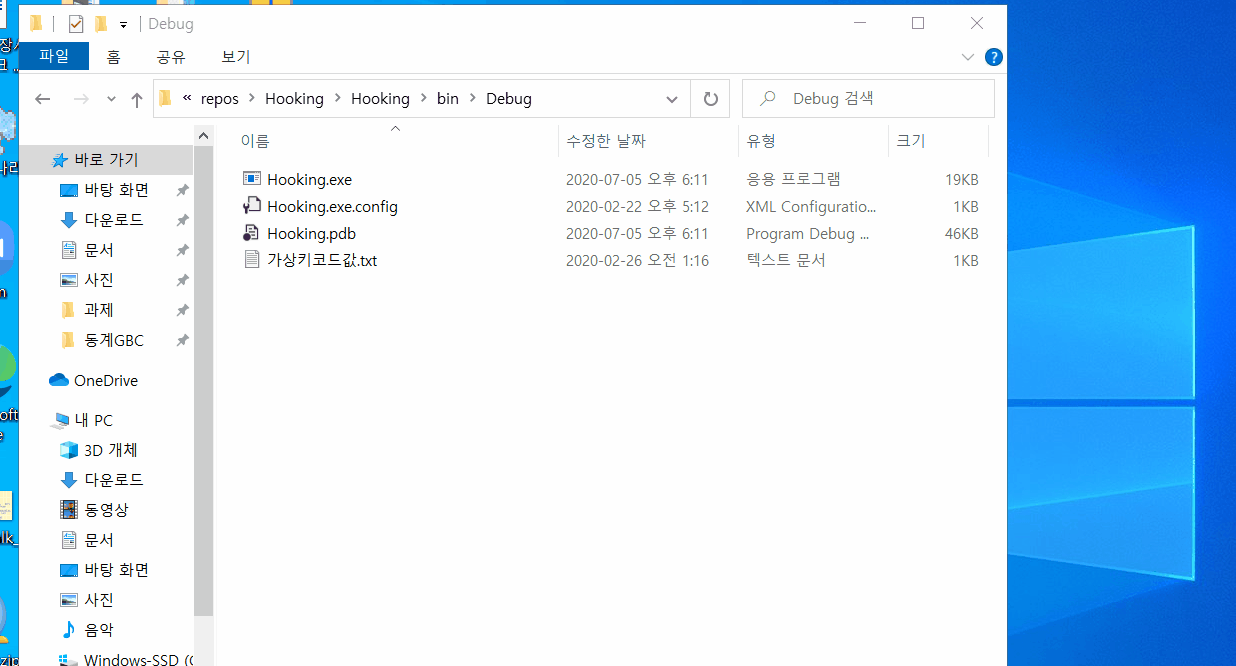 Debug
파일 홈 공유 보기
« repos > Hooking > Hooking > bin > Debug
Debug 검색
이름 수정한 날짜 유형 크기
Hooking.exe 2020-07-05 오후 6:11 응용 프로그램 19KB
Hooking.exe.config 2020-02-22 오후 5:12 XML Configuratio... 1KB
Hooking.pdb 2020-07-05 오후 6:11 Program Debug ... 46KB
가상키코드값.txt 2020-02-26 오전 1:16 텍스트 문서 1KB
바로 가기
바탕 화면
다운로드
문서
사진
과제
동계GBC
OneDrive
내 PC
3D 개체
다운로드
동영상
문서
바탕 화면
사진
음악
Windows-SSD (C